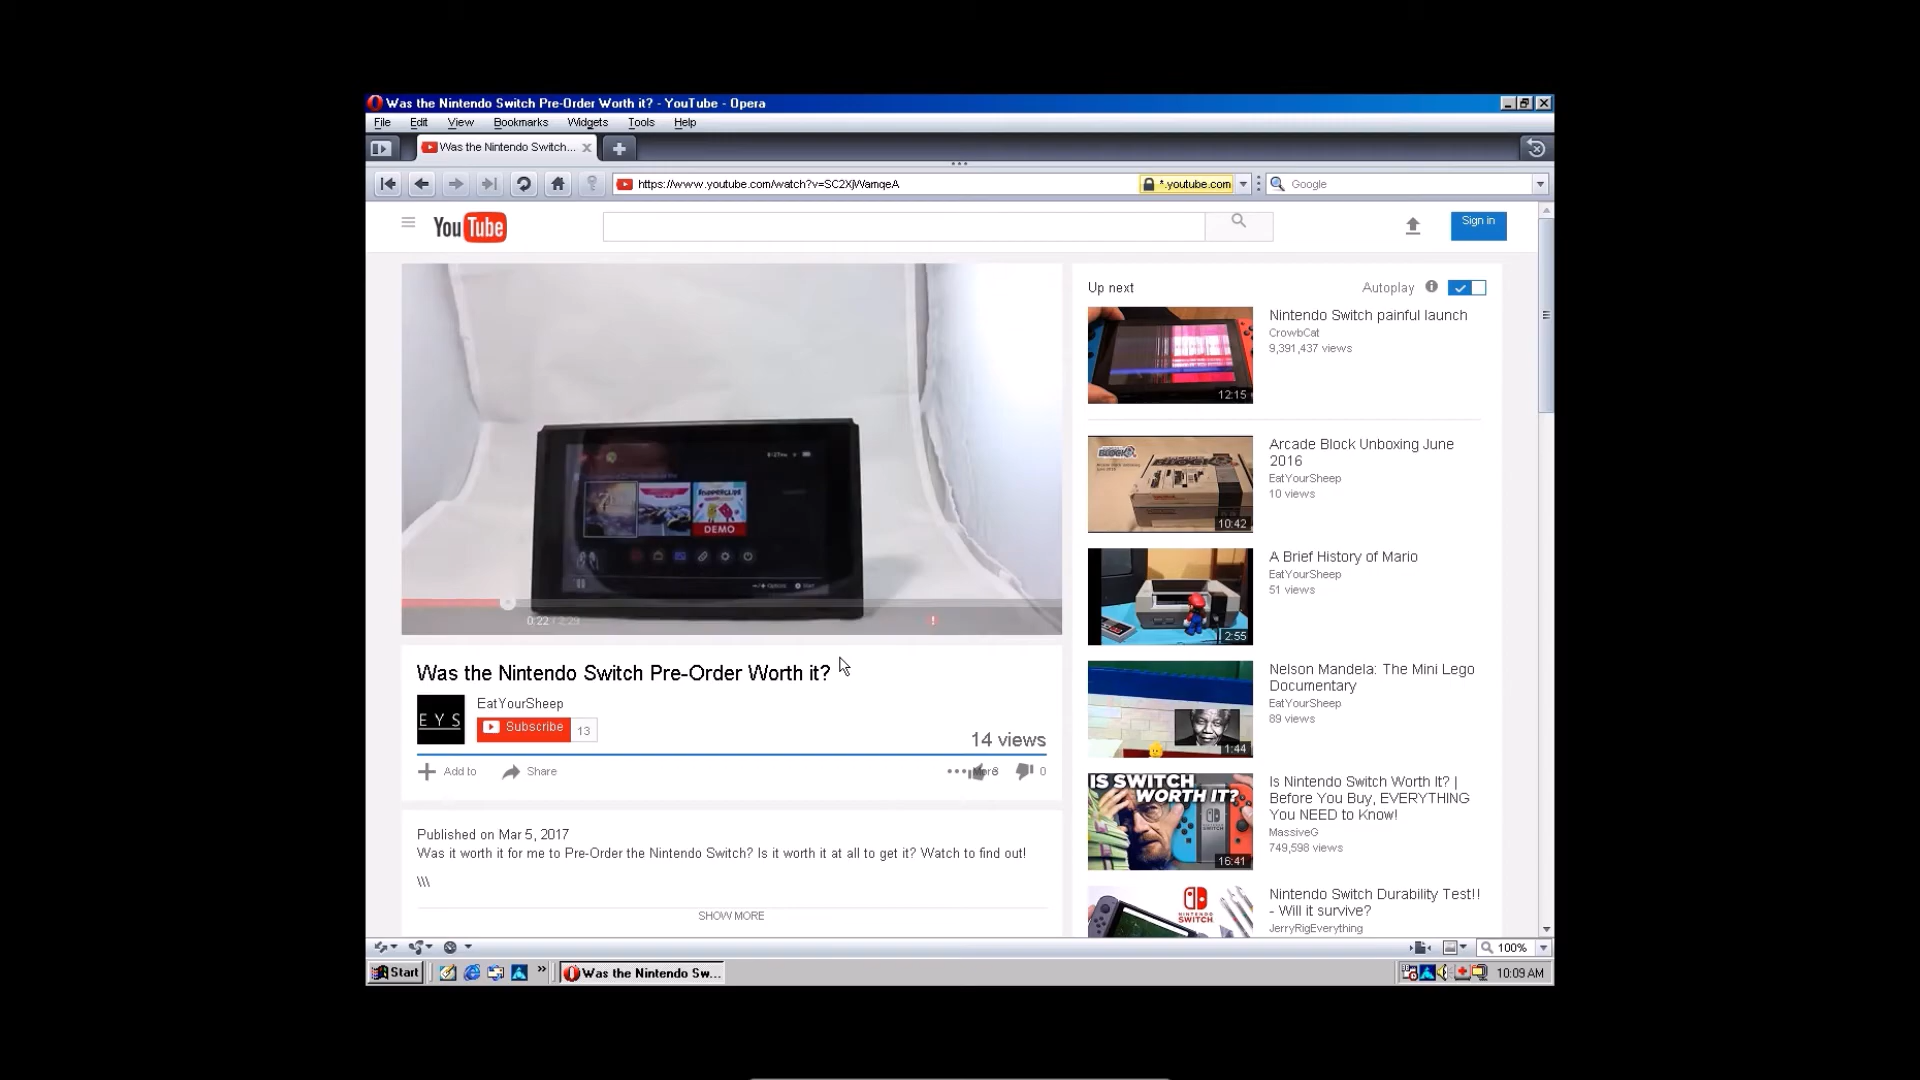 Was the Nintendo Switch Pre-Order Worth it? - YouTube - Opera
File Edit View Bookmarks Widgets Tools Help
Was the Nintendo Switch...
https://www.youtube.com/watch?v=SC2XjWamqeA
*.youtube.com
Google
YouTube
Sign in
DEMO
0:22 / 2:29
Was the Nintendo Switch Pre-Order Worth it?
EYS
EatYourSheep
Subscribe 13
14 views
Add to
Share
More
0
Published on Mar 5, 2017
Was it worth it for me to Pre-Order the Nintendo Switch? Is it worth it at all to get it? Watch to find out!
\\\
SHOW MORE
Up next
Autoplay
Nintendo Switch painful launch
CrowbCat
9,391,437 views
12:15
Arcade Block Unboxing June
2016
EatYourSheep
10 views
10:42
A Brief History of Mario
EatYourSheep
51 views
2:55
Nelson Mandela: The Mini Lego
Documentary
EatYourSheep
89 views
1:44
IS SWITCH
WORTH IT?
16:41
Is Nintendo Switch Worth It? |
Before You Buy, EVERYTHING
You NEED to Know!
MassiveG
749,598 views
NINTENDO
SWITCH
Nintendo Switch Durability Test!!
- Will it survive?
JerryRigEverything
100%
Start
Was the Nintendo Sw...
10:09 AM